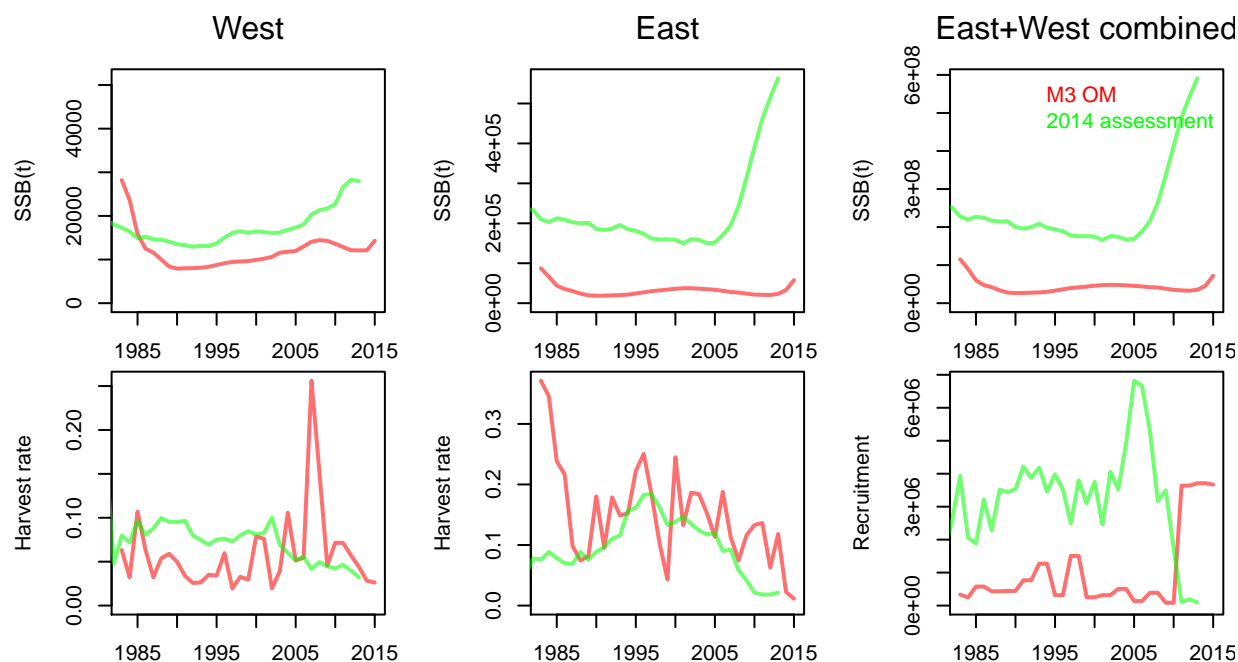 West
East
East+West combined
SSB(t)
0
20000
40000
1985
1995
2005
2015
SSB(t)
0e+00
2e+05
4e+05
1985
1995
2005
2015
SSB(t)
0e+00
3e+08
6e+08
M3 OM
2014 assessment
1985
1995
2005
2015
Harvest rate
0.00
0.10
0.20
1985
1995
2005
2015
Harvest rate
0.0
0.1
0.2
0.3
1985
1995
2005
2015
Recruitment
0e+00
3e+06
6e+06
1985
1995
2005
2015